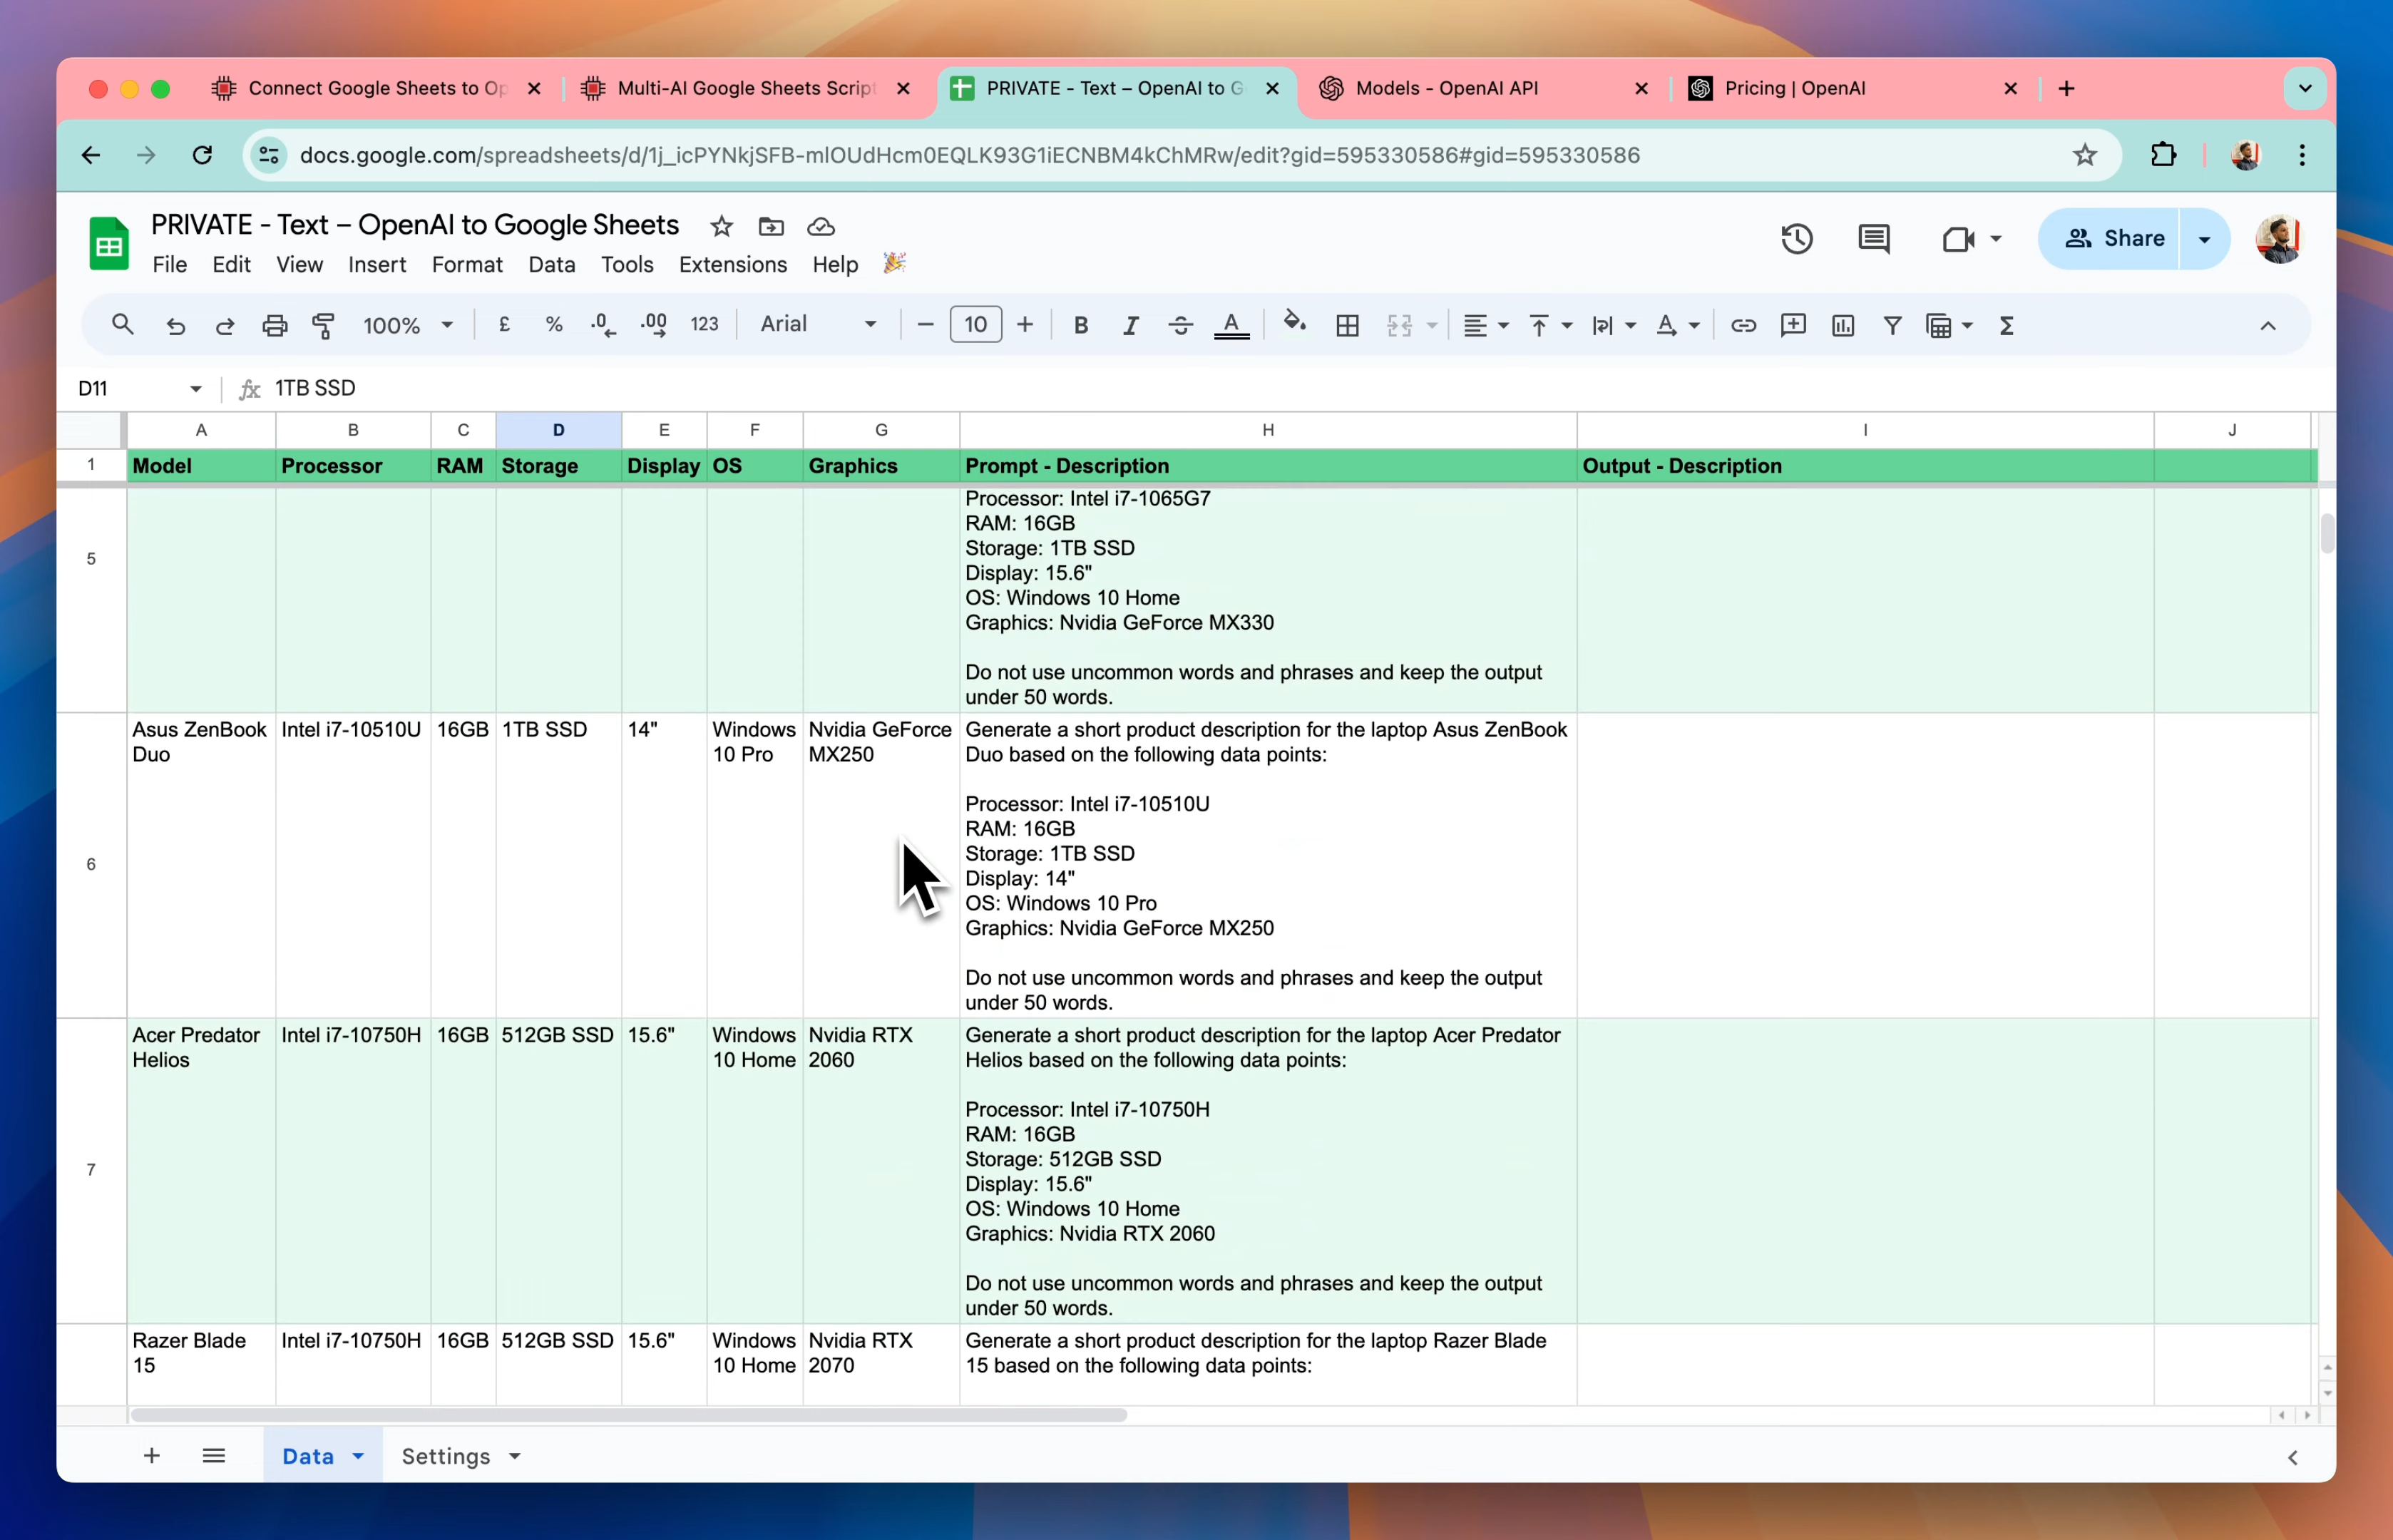 Connect Google Sheets to Op
Multi-AI Google Sheets Script
PRIVATE - Text – OpenAI to G
Models - OpenAI API
Pricing | OpenAI
docs.google.com/spreadsheets/d/1j_icPYNkjSFB-mlOUdHcm0EQLK93G1iECNBM4kChMRw/edit?gid=595330586#gid=595330586
PRIVATE - Text – OpenAI to Google Sheets
File Edit View Insert Format Data Tools Extensions Help
Share
100% £ % .0 .00 123 Arial 10 B I S A
D11 fx 1TB SSD
A B C D E F G H I J
1 Model Processor RAM Storage Display OS Graphics Prompt - Description Output - Description
5
Processor: Intel i7-1065G7
RAM: 16GB
Storage: 1TB SSD
Display: 15.6"
OS: Windows 10 Home
Graphics: Nvidia GeForce MX330
Do not use uncommon words and phrases and keep the output
under 50 words.
6
Asus ZenBook
Duo
Intel i7-10510U
16GB
1TB SSD
14"
Windows
10 Pro
Nvidia GeForce
MX250
Generate a short product description for the laptop Asus ZenBook
Duo based on the following data points:
Processor: Intel i7-10510U
RAM: 16GB
Storage: 1TB SSD
Display: 14"
OS: Windows 10 Pro
Graphics: Nvidia GeForce MX250
Do not use uncommon words and phrases and keep the output
under 50 words.
7
Acer Predator
Helios
Intel i7-10750H
16GB
512GB SSD
15.6"
Windows
10 Home
Nvidia RTX
2060
Generate a short product description for the laptop Acer Predator
Helios based on the following data points:
Processor: Intel i7-10750H
RAM: 16GB
Storage: 512GB SSD
Display: 15.6"
OS: Windows 10 Home
Graphics: Nvidia RTX 2060
Do not use uncommon words and phrases and keep the output
under 50 words.
Razer Blade
15
Intel i7-10750H
16GB
512GB SSD
15.6"
Windows
10 Home
Nvidia RTX
2070
Generate a short product description for the laptop Razer Blade
15 based on the following data points:
Data Settings